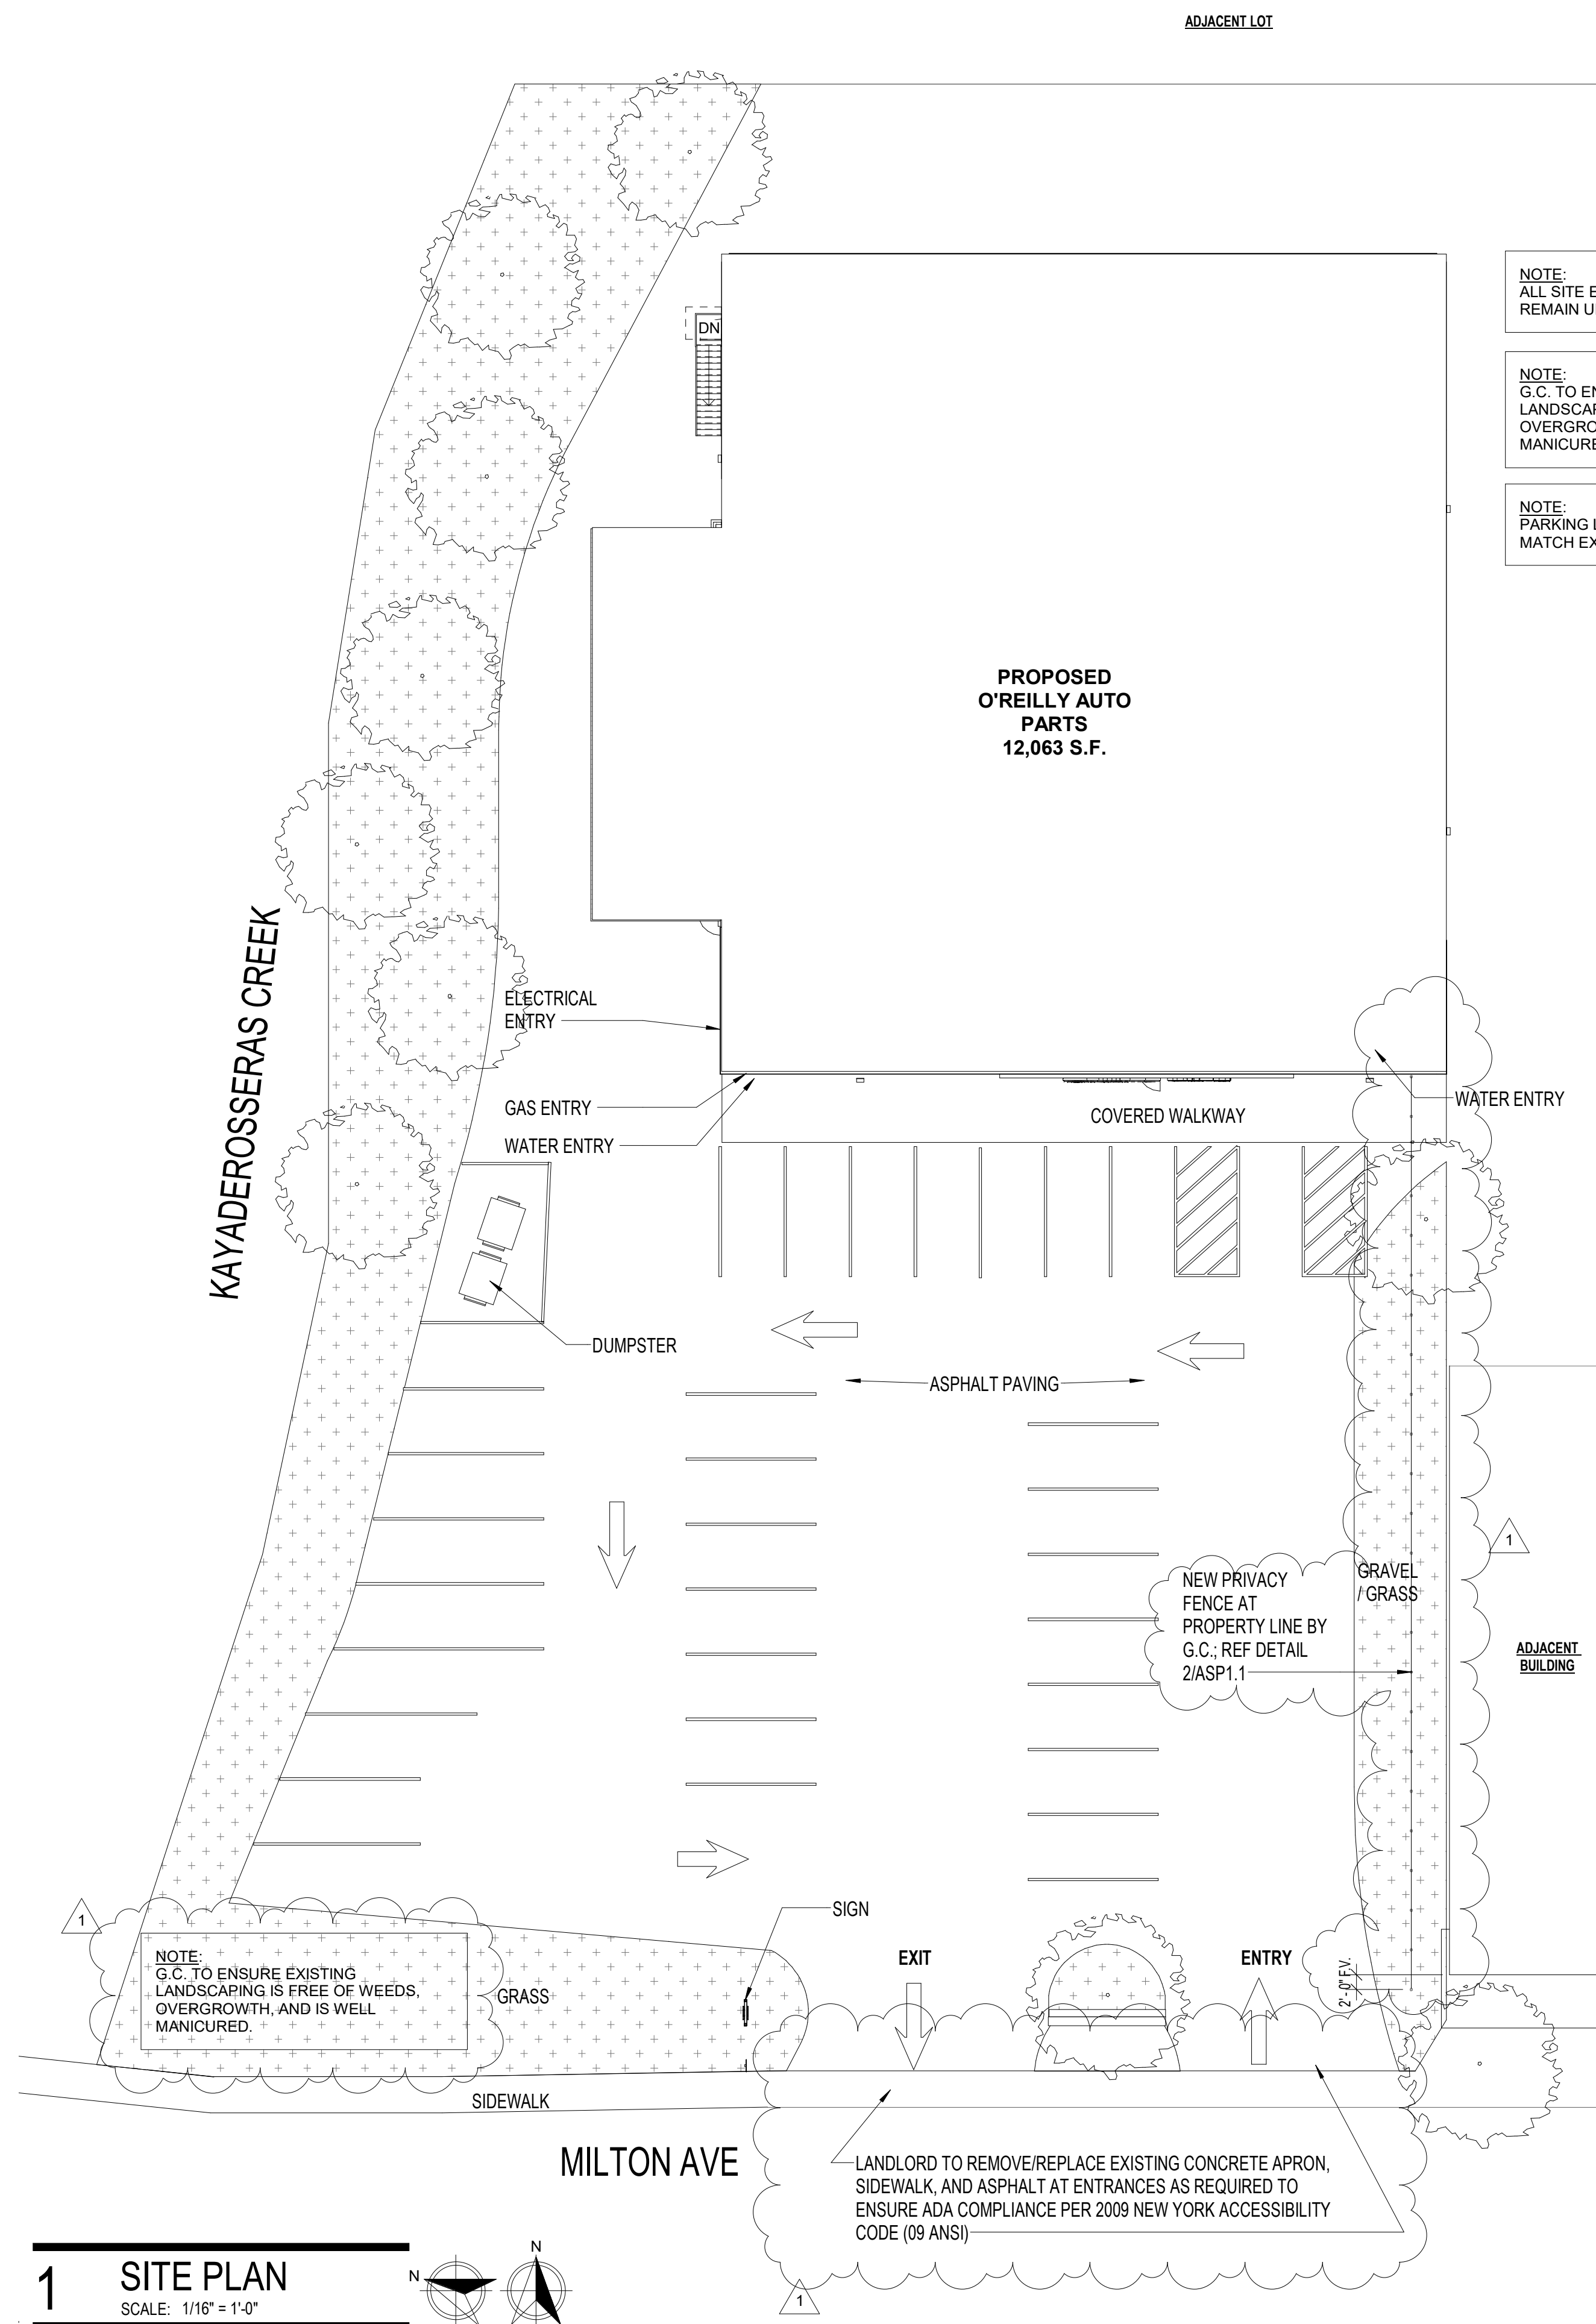 ADJACENT LOT
NOTE:
ALL SITE E
REMAIN U
DN
NOTE:
G.C. TO EN
LANDSCAP
OVERGRO
MANICURE
NOTE:
PARKING L
MATCH EX
PROPOSED
O'REILLY AUTO
PARTS
12,063 S.F.
KAYADEROSSERAS CREEK
ELECTRICAL
ENTRY
GAS ENTRY
WATER ENTRY
COVERED WALKWAY
WATER ENTRY
DUMPSTER
ASPHALT PAVING
1
NEW PRIVACY
FENCE AT
PROPERTY LINE BY
G.C.; REF DETAIL
2/ASP1.1
GRAVEL
/ GRASS
ADJACENT
BUILDING
SIGN
1
EXIT
ENTRY
2'-0" F.V.
NOTE:
G.C. TO ENSURE EXISTING
LANDSCAPING IS FREE OF WEEDS,
OVERGROWTH, AND IS WELL
MANICURED.
GRASS
SIDEWALK
MILTON AVE
LANDLORD TO REMOVE/REPLACE EXISTING CONCRETE APRON,
SIDEWALK, AND ASPHALT AT ENTRANCES AS REQUIRED TO
ENSURE ADA COMPLIANCE PER 2009 NEW YORK ACCESSIBILITY
CODE (09 ANSI)
1
1 SITE PLAN
SCALE: 1/16" = 1'-0"
N
N